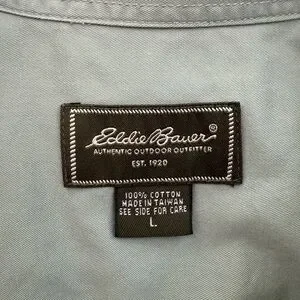 Eddie Bauer®
AUTHENTIC OUTDOOR OUTFITTER
EST. 1920
100% COTTON
MADE IN TAIWAN
SEE SIDE FOR CARE
L.